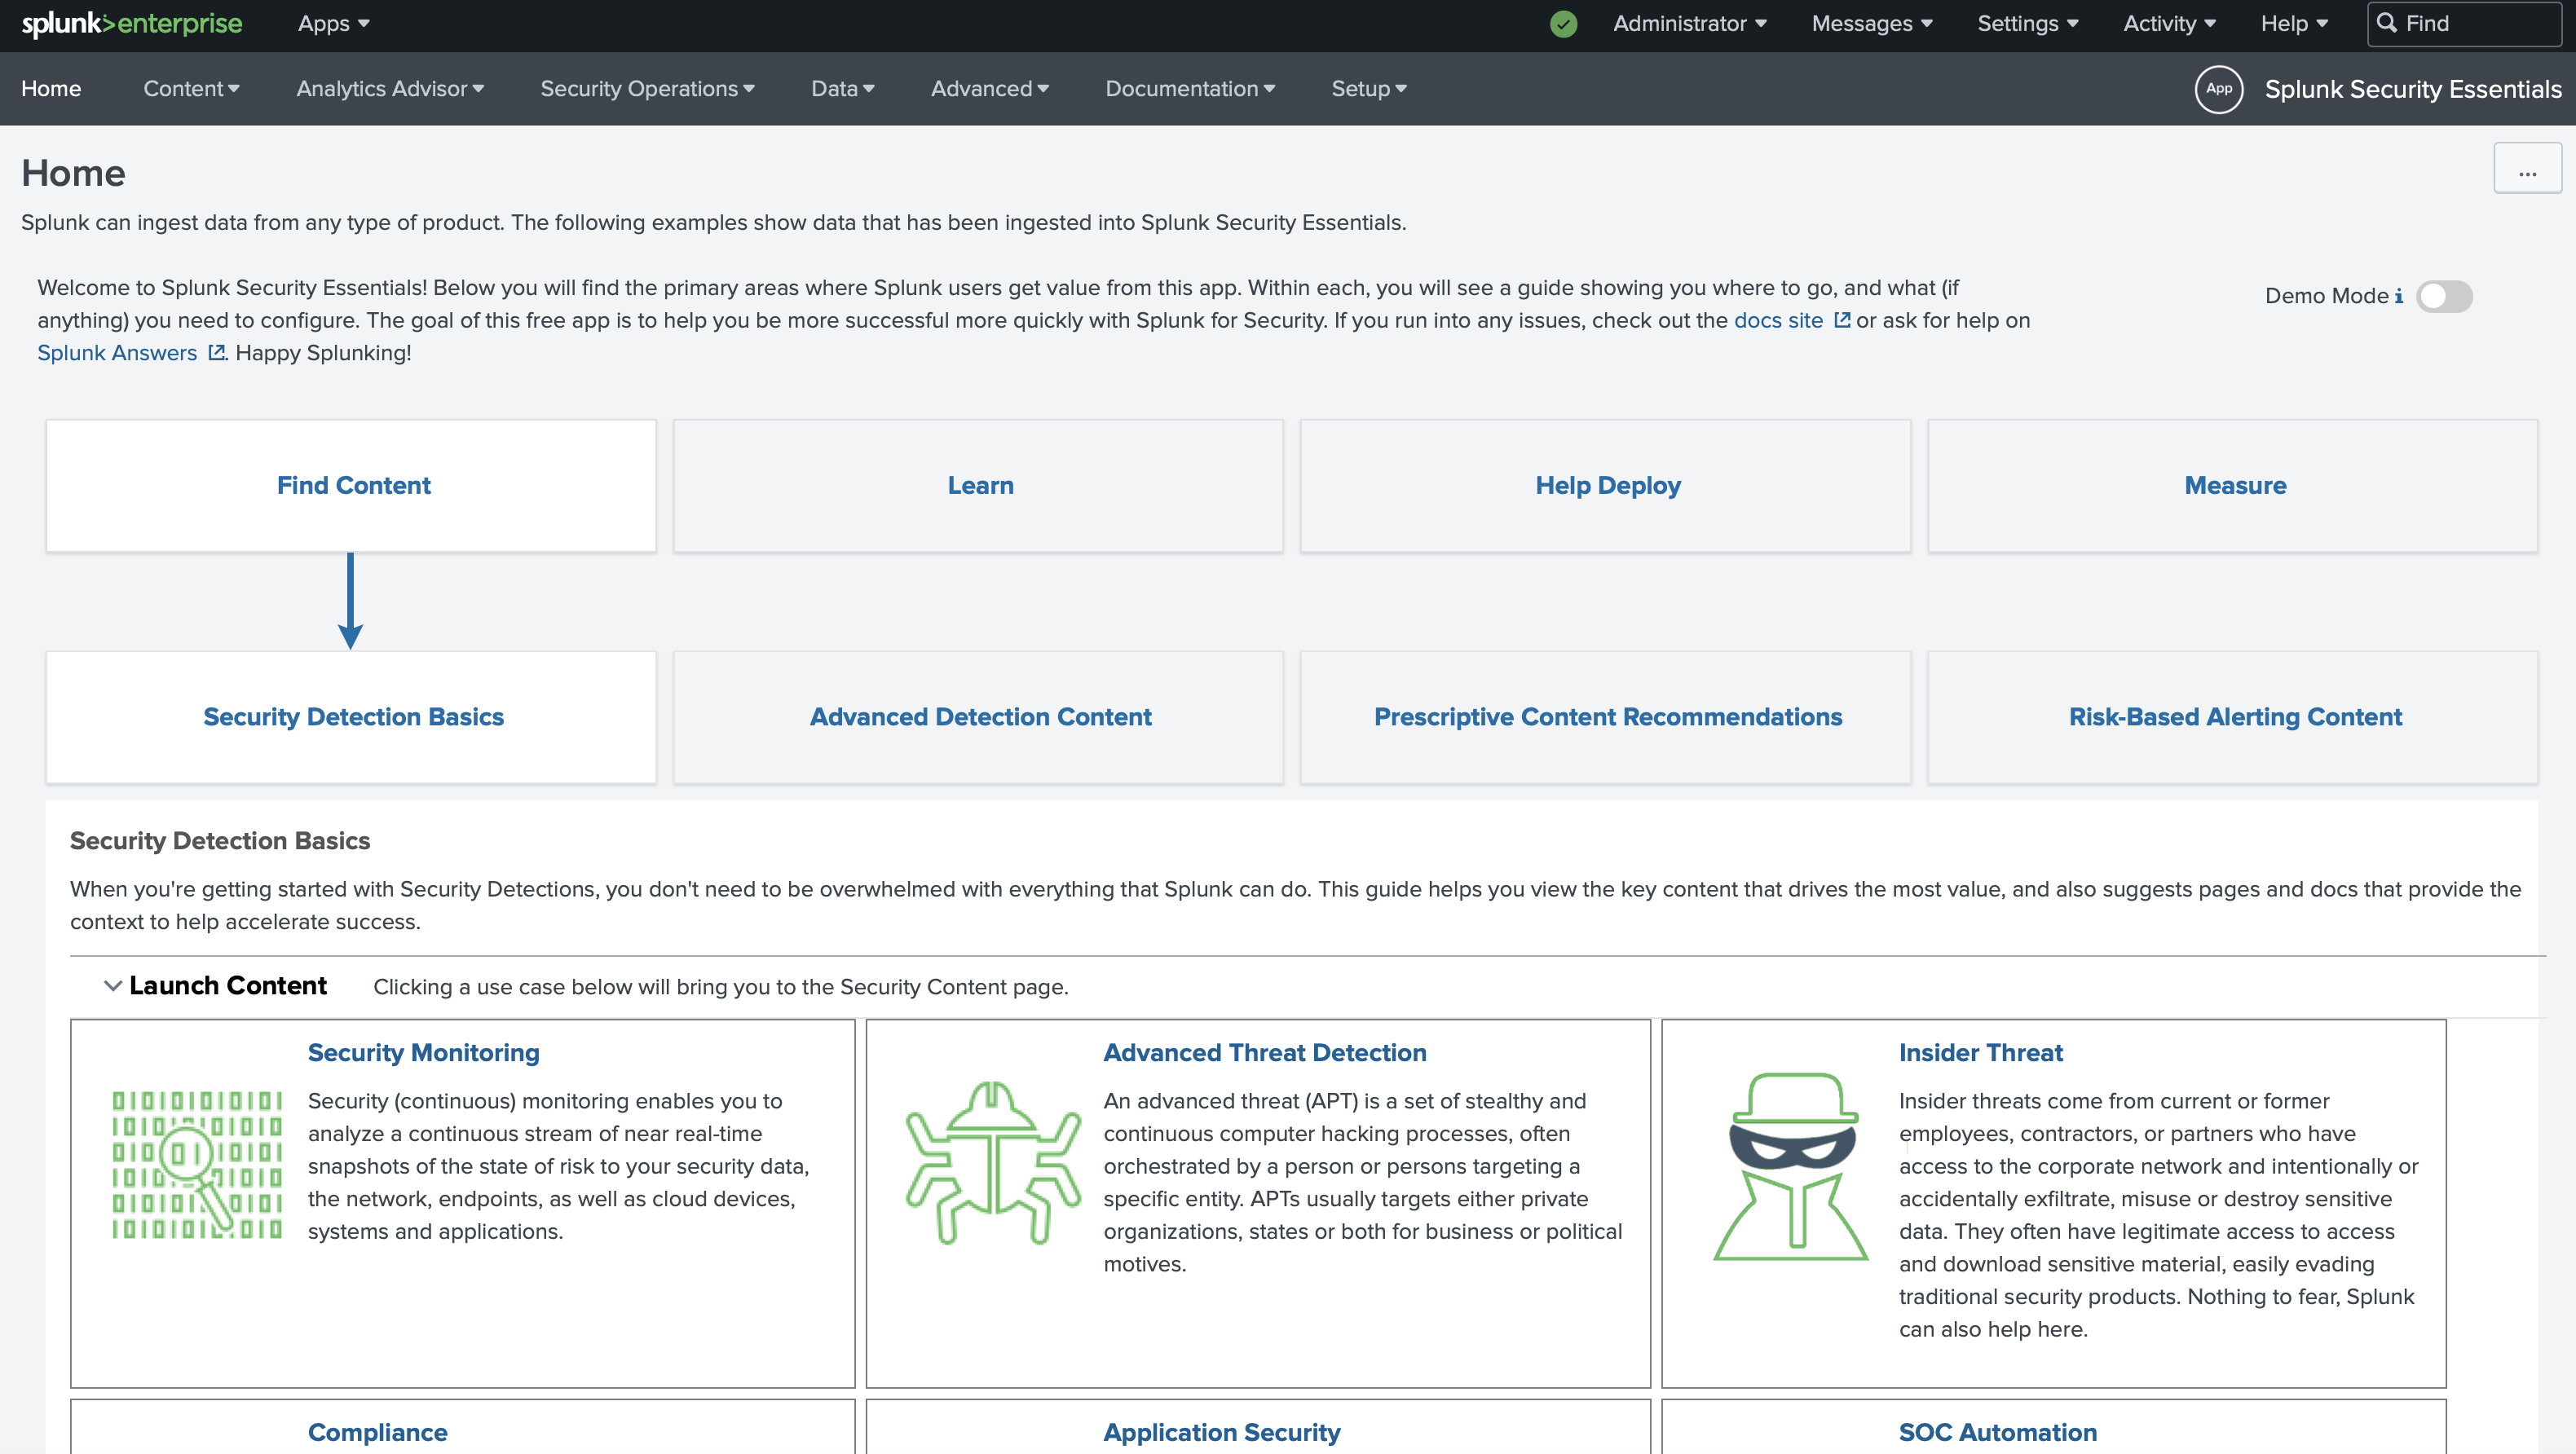 splunk>enterprise Apps Administrator Messages Settings Activity Help Find
Home Content Analytics Advisor Security Operations Data Advanced Documentation Setup App Splunk Security Essentials
Home
...
Splunk can ingest data from any type of product. The following examples show data that has been ingested into Splunk Security Essentials.
Welcome to Splunk Security Essentials! Below you will find the primary areas where Splunk users get value from this app. Within each, you will see a guide showing you where to go, and what (if
anything) you need to configure. The goal of this free app is to help you be more successful more quickly with Splunk for Security. If you run into any issues, check out the docs site or ask for help on
Splunk Answers . Happy Splunking!
Demo Mode i
Find Content
Learn
Help Deploy
Measure
Security Detection Basics
Advanced Detection Content
Prescriptive Content Recommendations
Risk-Based Alerting Content
Security Detection Basics
When you're getting started with Security Detections, you don't need to be overwhelmed with everything that Splunk can do. This guide helps you view the key content that drives the most value, and also suggests pages and docs that provide the
context to help accelerate success.
Launch Content Clicking a use case below will bring you to the Security Content page.
Security Monitoring
Security (continuous) monitoring enables you to
analyze a continuous stream of near real-time
snapshots of the state of risk to your security data,
the network, endpoints, as well as cloud devices,
systems and applications.
Advanced Threat Detection
An advanced threat (APT) is a set of stealthy and
continuous computer hacking processes, often
orchestrated by a person or persons targeting a
specific entity. APTs usually targets either private
organizations, states or both for business or political
motives.
Insider Threat
Insider threats come from current or former
employees, contractors, or partners who have
access to the corporate network and intentionally or
accidentally exfiltrate, misuse or destroy sensitive
data. They often have legitimate access to access
and download sensitive material, easily evading
traditional security products. Nothing to fear, Splunk
can also help here.
Compliance
Application Security
SOC Automation